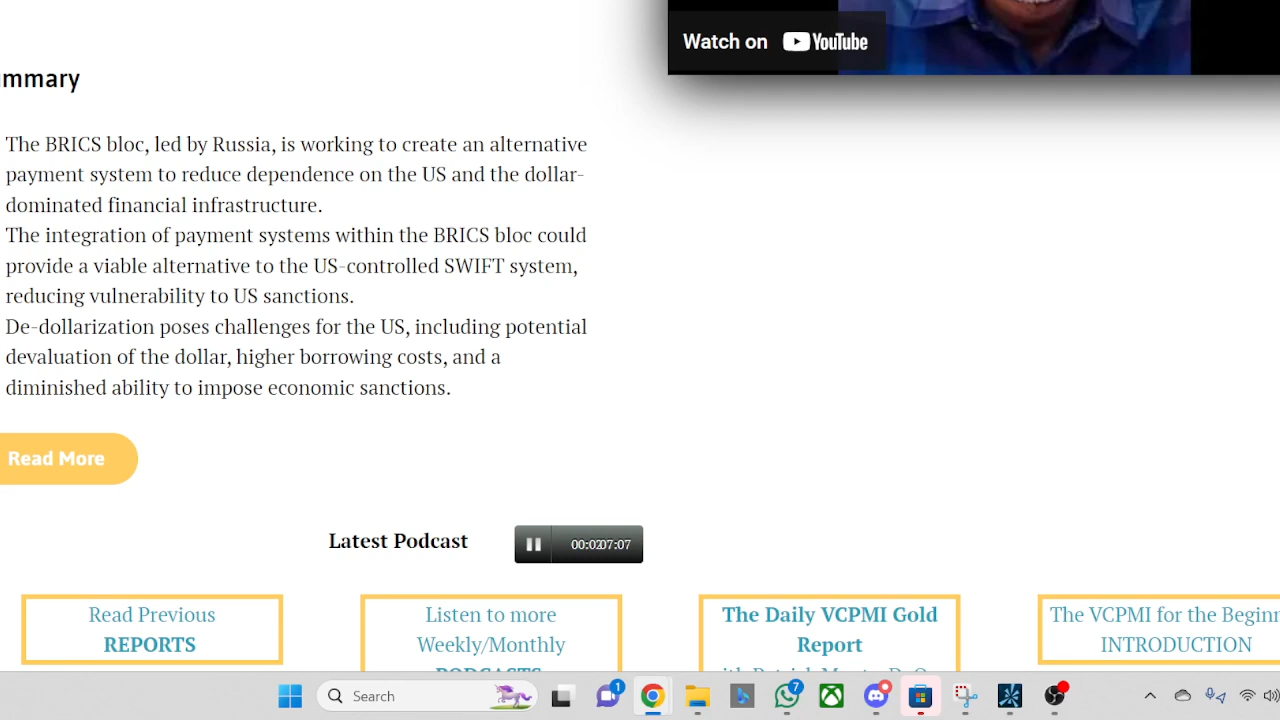 Watch on YouTube
mmary
The BRICS bloc, led by Russia, is working to create an alternative
payment system to reduce dependence on the US and the dollar-
dominated financial infrastructure.
The integration of payment systems within the BRICS bloc could
provide a viable alternative to the US-controlled SWIFT system,
reducing vulnerability to US sanctions.
De-dollarization poses challenges for the US, including potential
devaluation of the dollar, higher borrowing costs, and a
diminished ability to impose economic sanctions.
Read More
Latest Podcast
Read Previous
REPORTS
Listen to more
Weekly/Monthly
PODCASTS
The Daily VCPMI Gold
Report
The VCPMI for the Beginn
INTRODUCTION
Search
1
7